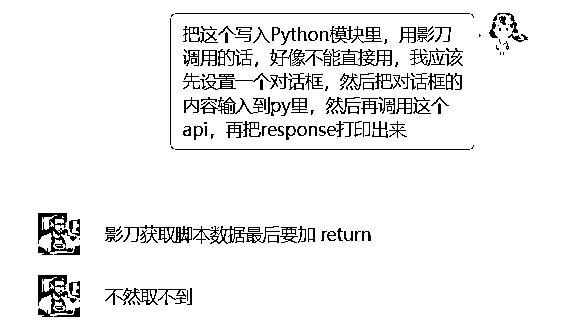 把这个写入Python模块里，用影刀
调用的话，好像不能直接用，我应该
先设置一个对话框，然后把对话框的
内容输入到py里，然后再调用这个
api，再把response打印出来
影刀获取脚本数据最后要加 return
不然取不到